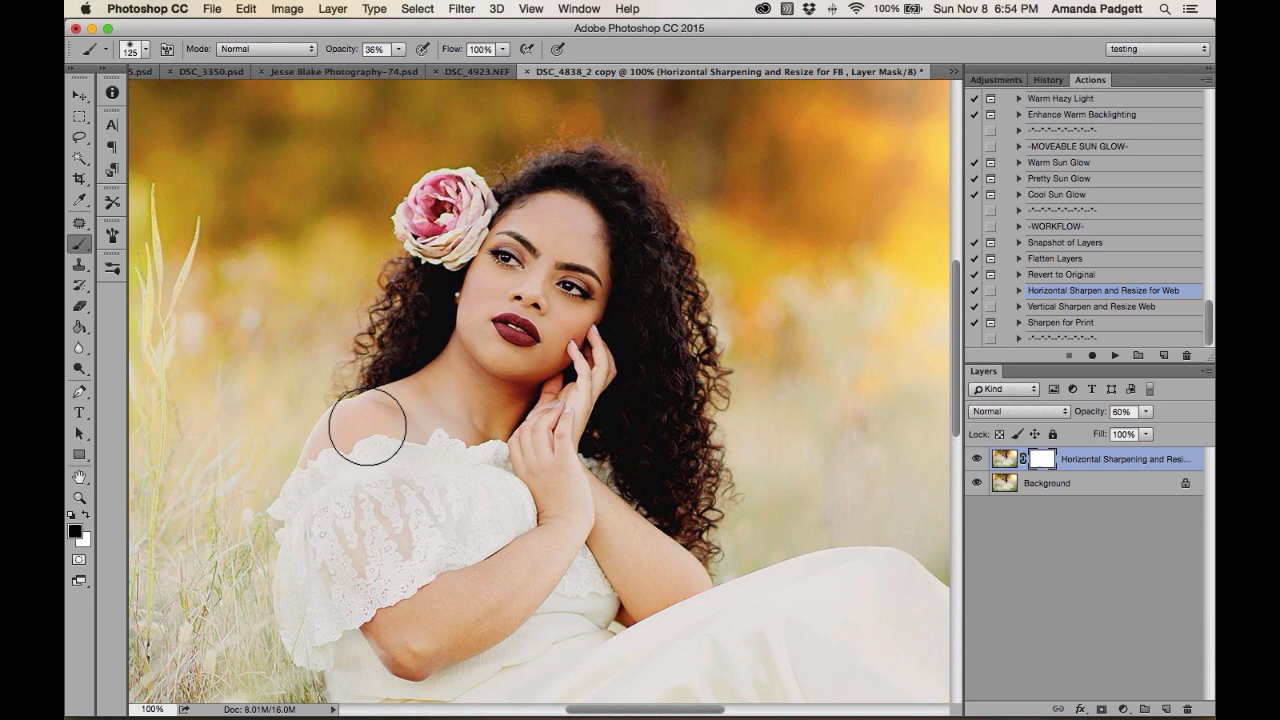 Photoshop CC File Edit Image Layer Type Select Filter 3D View Window Help 100% Sun Nov 8 6:54 PM Amanda Padgett
Adobe Photoshop CC 2015
125 Mode: Normal Opacity: 36% Flow: 100% testing
5.psd × DSC_3350.psd × Jesse Blake Photography-74.psd × DSC_4923.NEF × DSC_4838_2 copy @ 100% (Horizontal Sharpening and Resize for FB , Layer Mask/8) *
Adjustments History Actions
Warm Hazy Light
Enhance Warm Backlighting
-*--*--*--*--*--*--*-
-MOVEABLE SUN GLOW-
Warm Sun Glow
Pretty Sun Glow
Cool Sun Glow
-*--*--*--*--*--*--*-
-WORKFLOW-
Snapshot of Layers
Flatten Layers
Revert to Original
Horizontal Sharpen and Resize for Web
Vertical Sharpen and Resize Web
Sharpen for Print
-*--*--*--*--*--*--*-
Layers
Kind
Normal Opacity: 60%
Lock: Fill: 100%
Horizontal Sharpening and Resi...
Background
100% Doc: 8.01M/16.0M